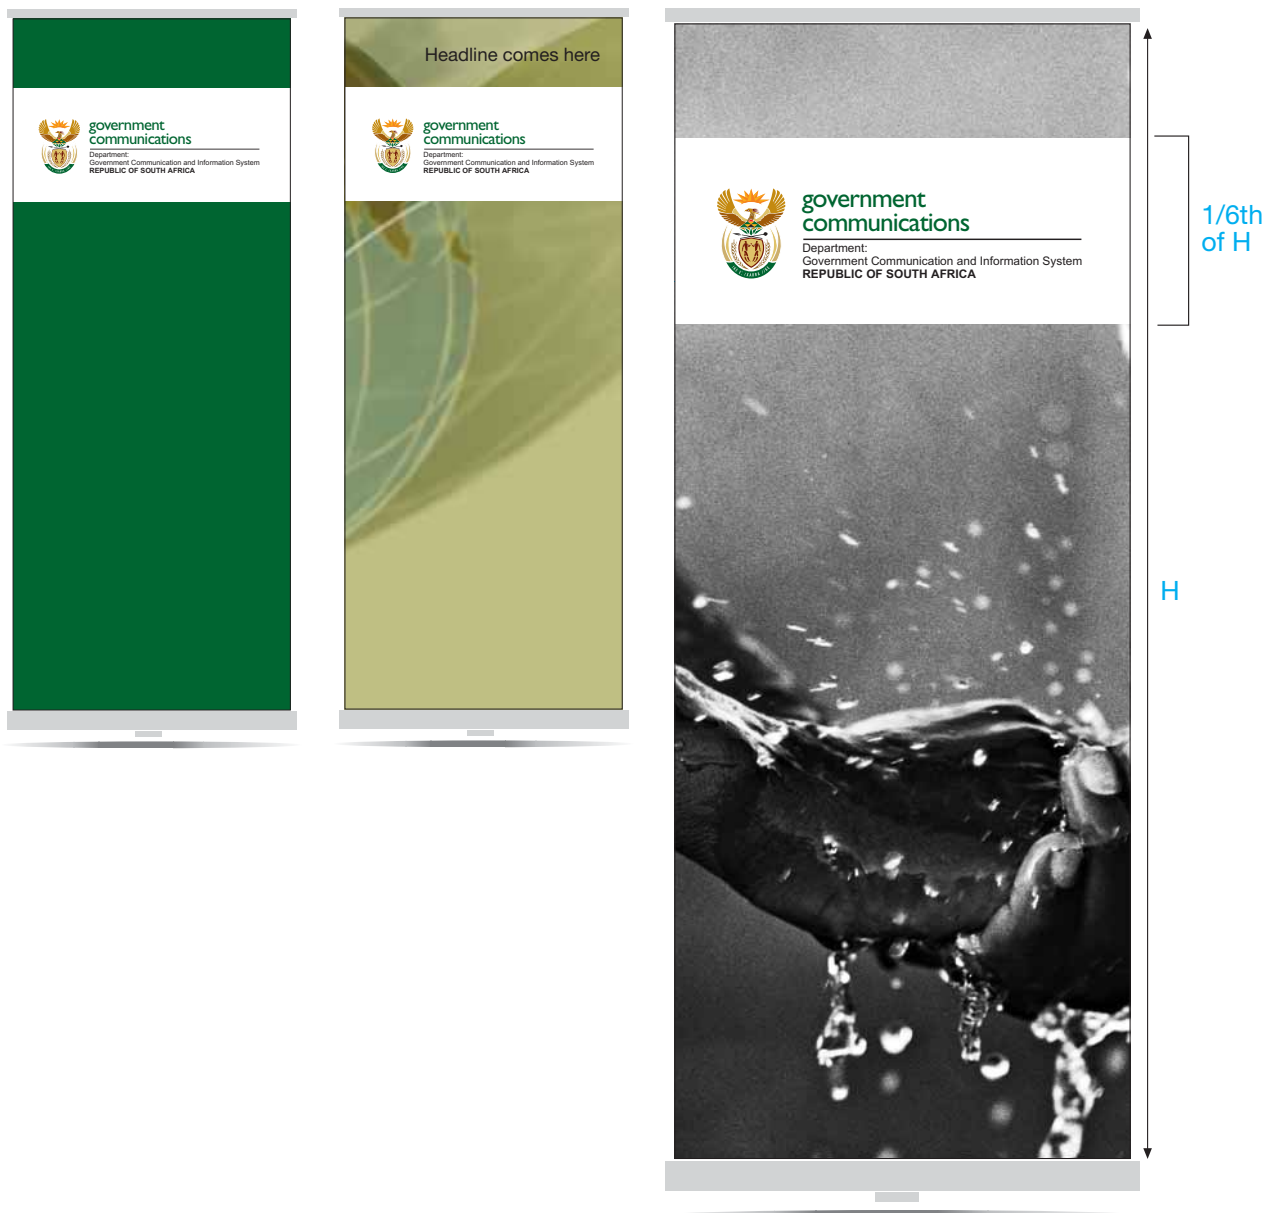 government
communications
Department:
Government Communication and Information System
REPUBLIC OF SOUTH AFRICA
Headline comes here
government
communications
Department:
Government Communication and Information System
REPUBLIC OF SOUTH AFRICA
government
communications
Department:
Government Communication and Information System
REPUBLIC OF SOUTH AFRICA
1/6th
of H
H